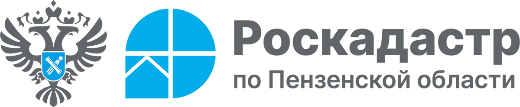 Роскадастр
по Пензенской области